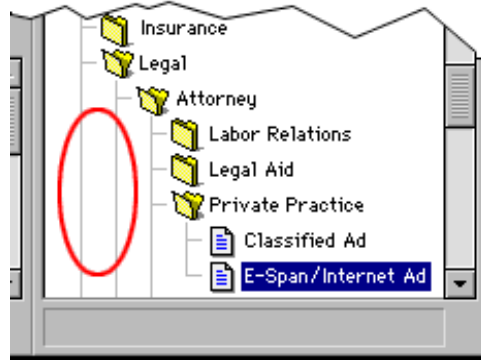 Insurance
Legal
Attorney
Labor Relations
Legal Aid
Private Practice
Classified Ad
E-Span/Internet Ad